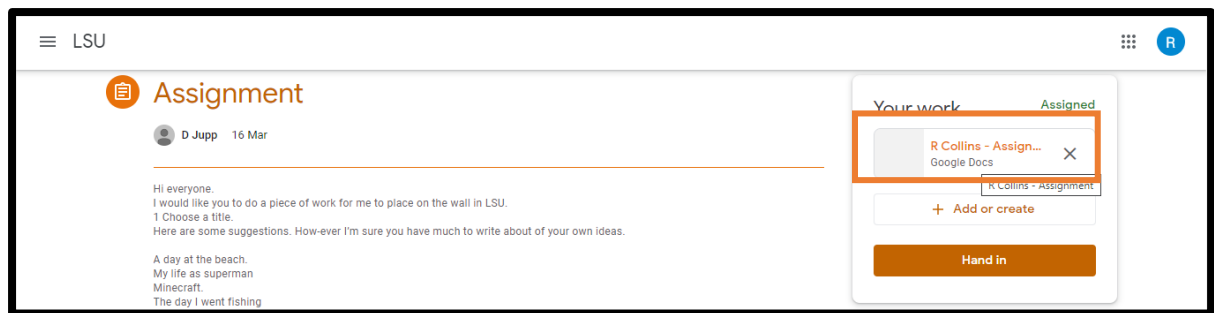 LSU
R
Assignment
D Jupp 16 Mar
Hi everyone.
I would like you to do a piece of work for me to place on the wall in LSU.
1 Choose a title.
Here are some suggestions. How-ever I'm sure you have much to write about of your own ideas.
A day at the beach.
My life as superman
Minecraft.
The day I went fishing
Your work Assigned
R Collins - Assign...
Google Docs
R Collins - Assignment
+ Add or create
Hand in